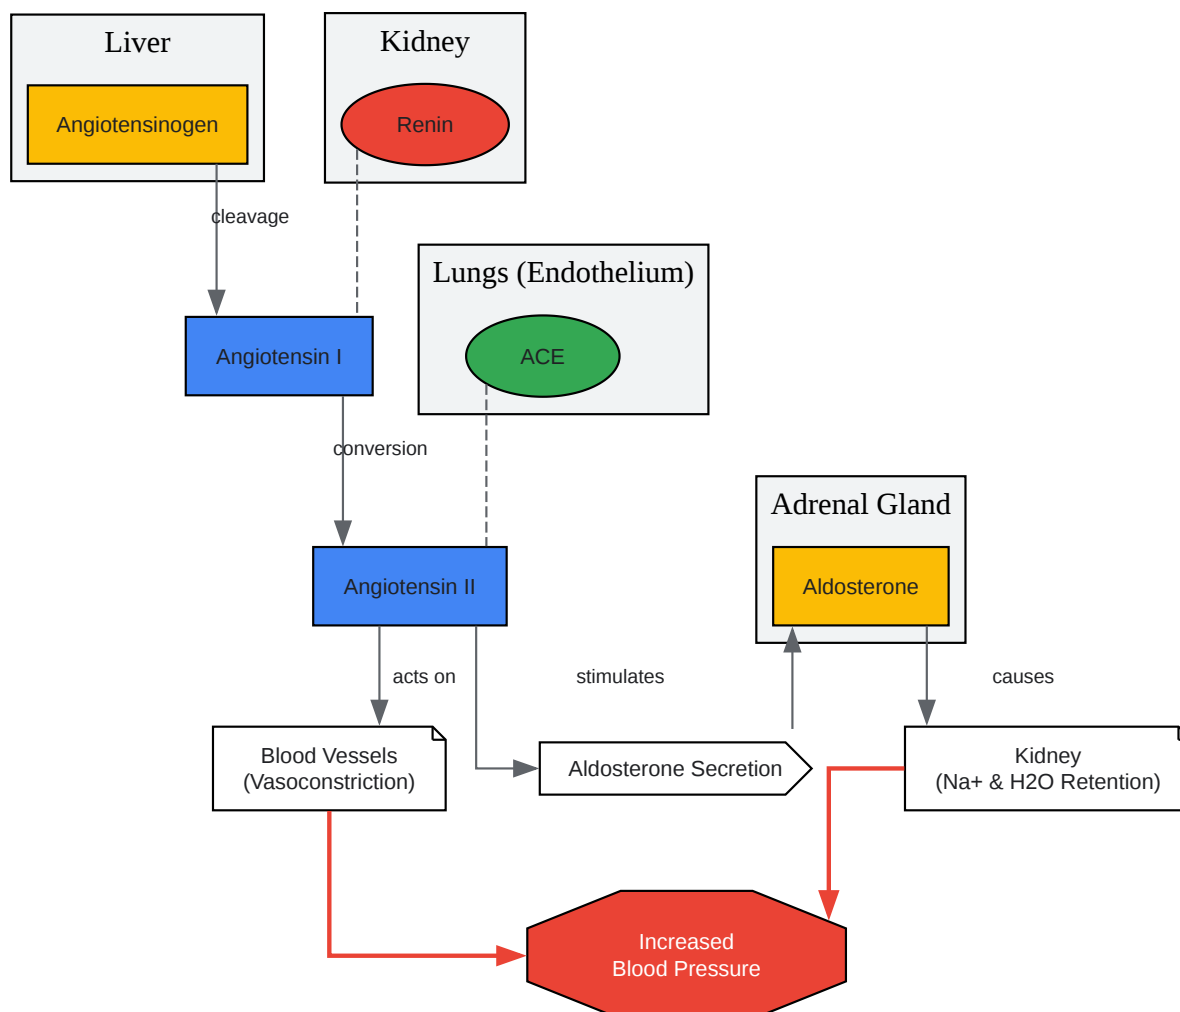 Liver
Kidney
Angiotensinogen
Renin
cleavage
Lungs (Endothelium)
Angiotensin I
ACE
conversion
Adrenal Gland
Angiotensin II
Aldosterone
acts on
stimulates
causes
Blood Vessels
(Vasoconstriction)
Aldosterone Secretion
Kidney
(Na+ & H2O Retention)
Increased
Blood Pressure